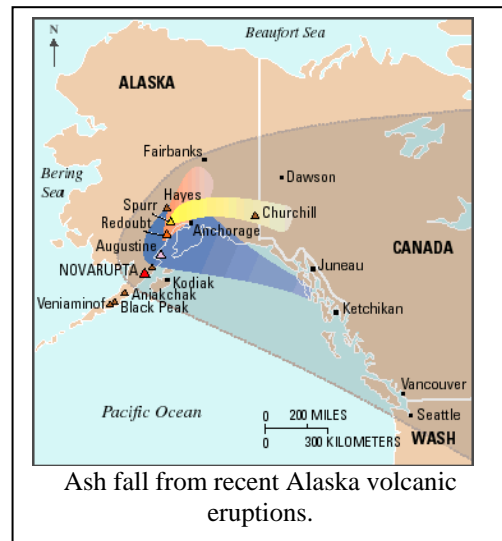 N
Beaufort Sea
ALASKA
Fairbanks
Bering
Sea
Dawson
Hayes
Spurr
Redoubt
Churchill
Anchorage
Augustine
CANADA
NOVARUPTA
Juneau
Kodiak
Aniakchak
Veniaminof
Black Peak
Ketchikan
Vancouver
Pacific Ocean
0 200 MILES
Seattle
0 300 KILOMETERS
WASH
Ash fall from recent Alaska volcanic
eruptions.